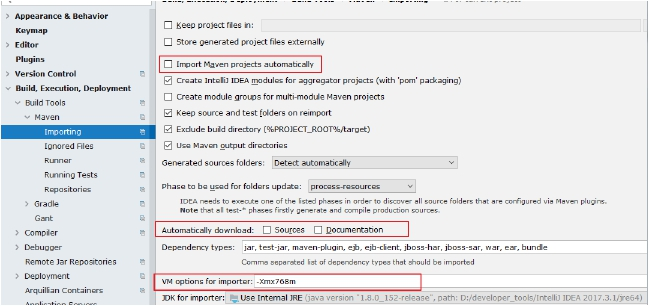 Appearance & Behavior
Keymap
Editor
Plugins
Version Control
Build, Execution, Deployment
Build Tools
Maven
Importing
Ignored Files
Runner
Running Tests
Repositories
Gradle
Gant
Compiler
Debugger
Remote Jar Repositories
Deployment
Arquillian Containers
Application Servers
Keep project files in:
Store generated project files externally
Import Maven projects automatically
Create IntelliJ IDEA modules for aggregator projects (with 'pom' packaging)
Create module groups for multi-module Maven projects
Keep source and test folders on reimport
Exclude build directory (%PROJECT_ROOT%/target)
Use Maven output directories
Generated sources folders: Detect automatically
Phase to be used for folders update: process-resources
IDEA needs to execute one of the listed phases in order to discover all source folders that are configured via Maven plugins.
Note that all test-* phases firstly generate and compile production sources.
Automatically download: Sources Documentation
Dependency types: jar, test-jar, maven-plugin, ejb, ejb-client, jboss-har, jboss-sar, war, ear, bundle
Comma separated list of dependency types that should be imported
VM options for importer: -Xmx768m
JDK for importer: Use Internal JRE (java version "1.8.0_152-release", path: D:/developer_tools/IntelliJ IDEA 2017.3.1/jre64)